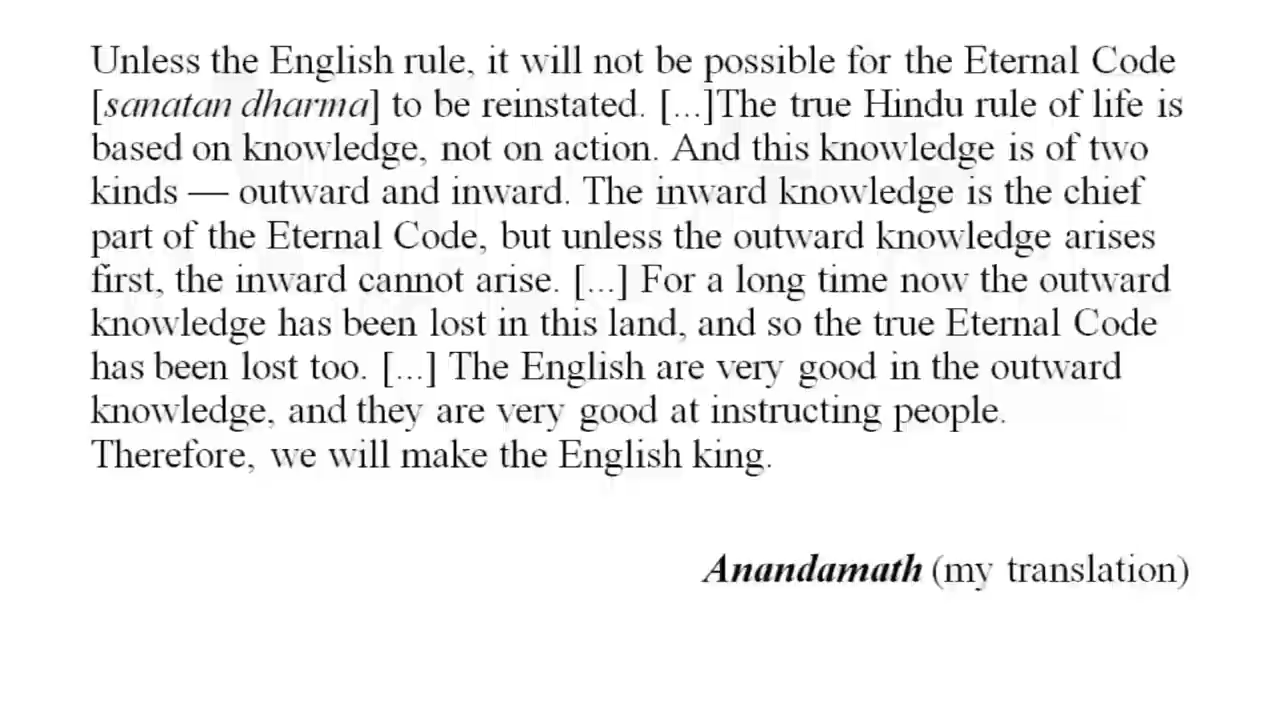 Unless the English rule, it will not be possible for the Eternal Code
[sanatan dharma] to be reinstated. [...]The true Hindu rule of life is
based on knowledge, not on action. And this knowledge is of two
kinds — outward and inward. The inward knowledge is the chief
part of the Eternal Code, but unless the outward knowledge arises
first, the inward cannot arise. [...] For a long time now the outward
knowledge has been lost in this land, and so the true Eternal Code
has been lost too. [...] The English are very good in the outward
knowledge, and they are very good at instructing people.
Therefore, we will make the English king.
Anandamath (my translation)